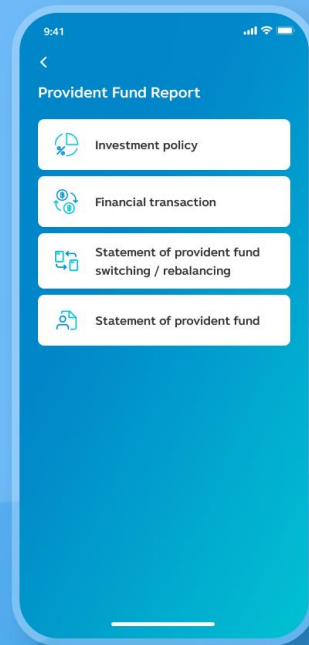 9:41
Provident Fund Report
Investment policy
Financial transaction
Statement of provident fund
switching / rebalancing
Statement of provident fund